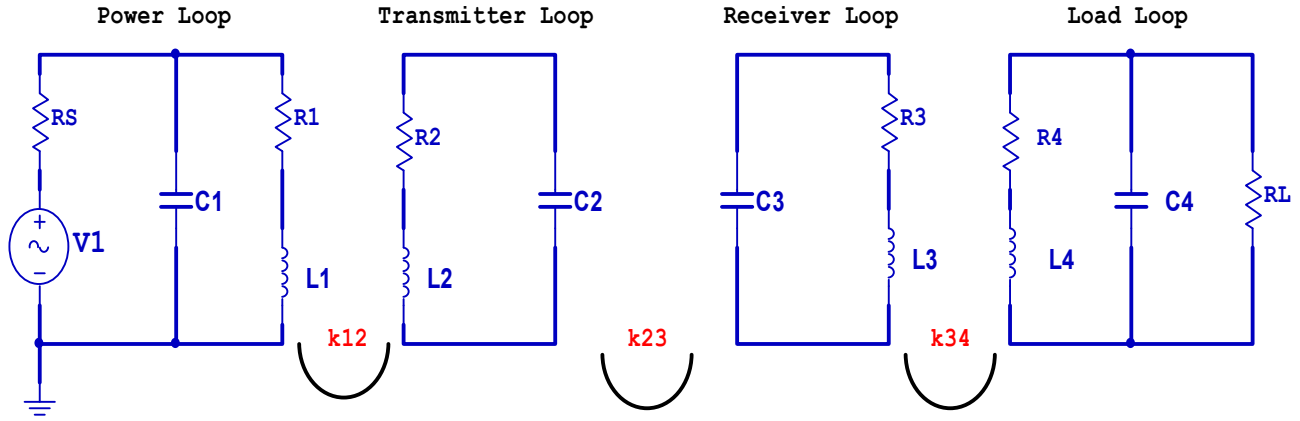 Power Loop
Transmitter Loop
Receiver Loop
Load Loop
RS
R1
R2
R3
R4
C1
C2
C3
C4
RL
V1
L1
L2
L3
L4
k12
k23
k34